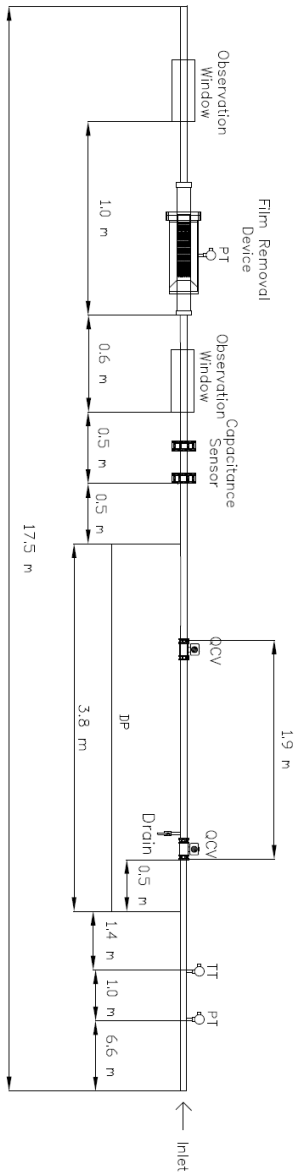 Observation
Window
1.0 m
Film Removal
Device
PT
0.6 m
Observation
Window
0.5 m
Capacitance
Sensor
0.5 m
17.5 m
3.8 m
DP
QCV
1.9 m
Drain
QCV
0.5 m
1.4 m
TT
1.0 m
PT
6.6 m
Inlet